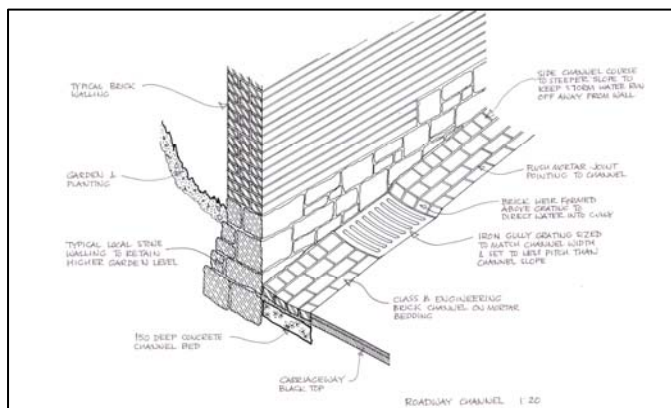 TYPICAL BRICK
WALLING
GARDEN &
PLANTING
TYPICAL LOCAL STONE
WALLING TO RETAIN
HIGHER GARDEN LEVEL
150 DEEP CONCRETE
CHANNEL BED
CARRIAGEWAY
BLACK TOP
SIDE CHANNEL COURSE
TO STEEPER SLOPE TO
KEEP STORM WATER RUN
OFF AWAY FROM WALL
FLUSH MORTAR JOINT
POINTING TO CHANNEL
BRICK WEIR FORMED
ABOVE GRATING TO
DIRECT WATER INTO GULLY
IRON GULLY GRATING SIZED
TO MATCH CHANNEL WIDTH
& SET TO LESS PITCH THAN
CHANNEL SLOPE
CLASS B ENGINEERING
BRICK CHANNEL ON MORTAR
BEDDING
ROADWAY CHANNEL 1:20